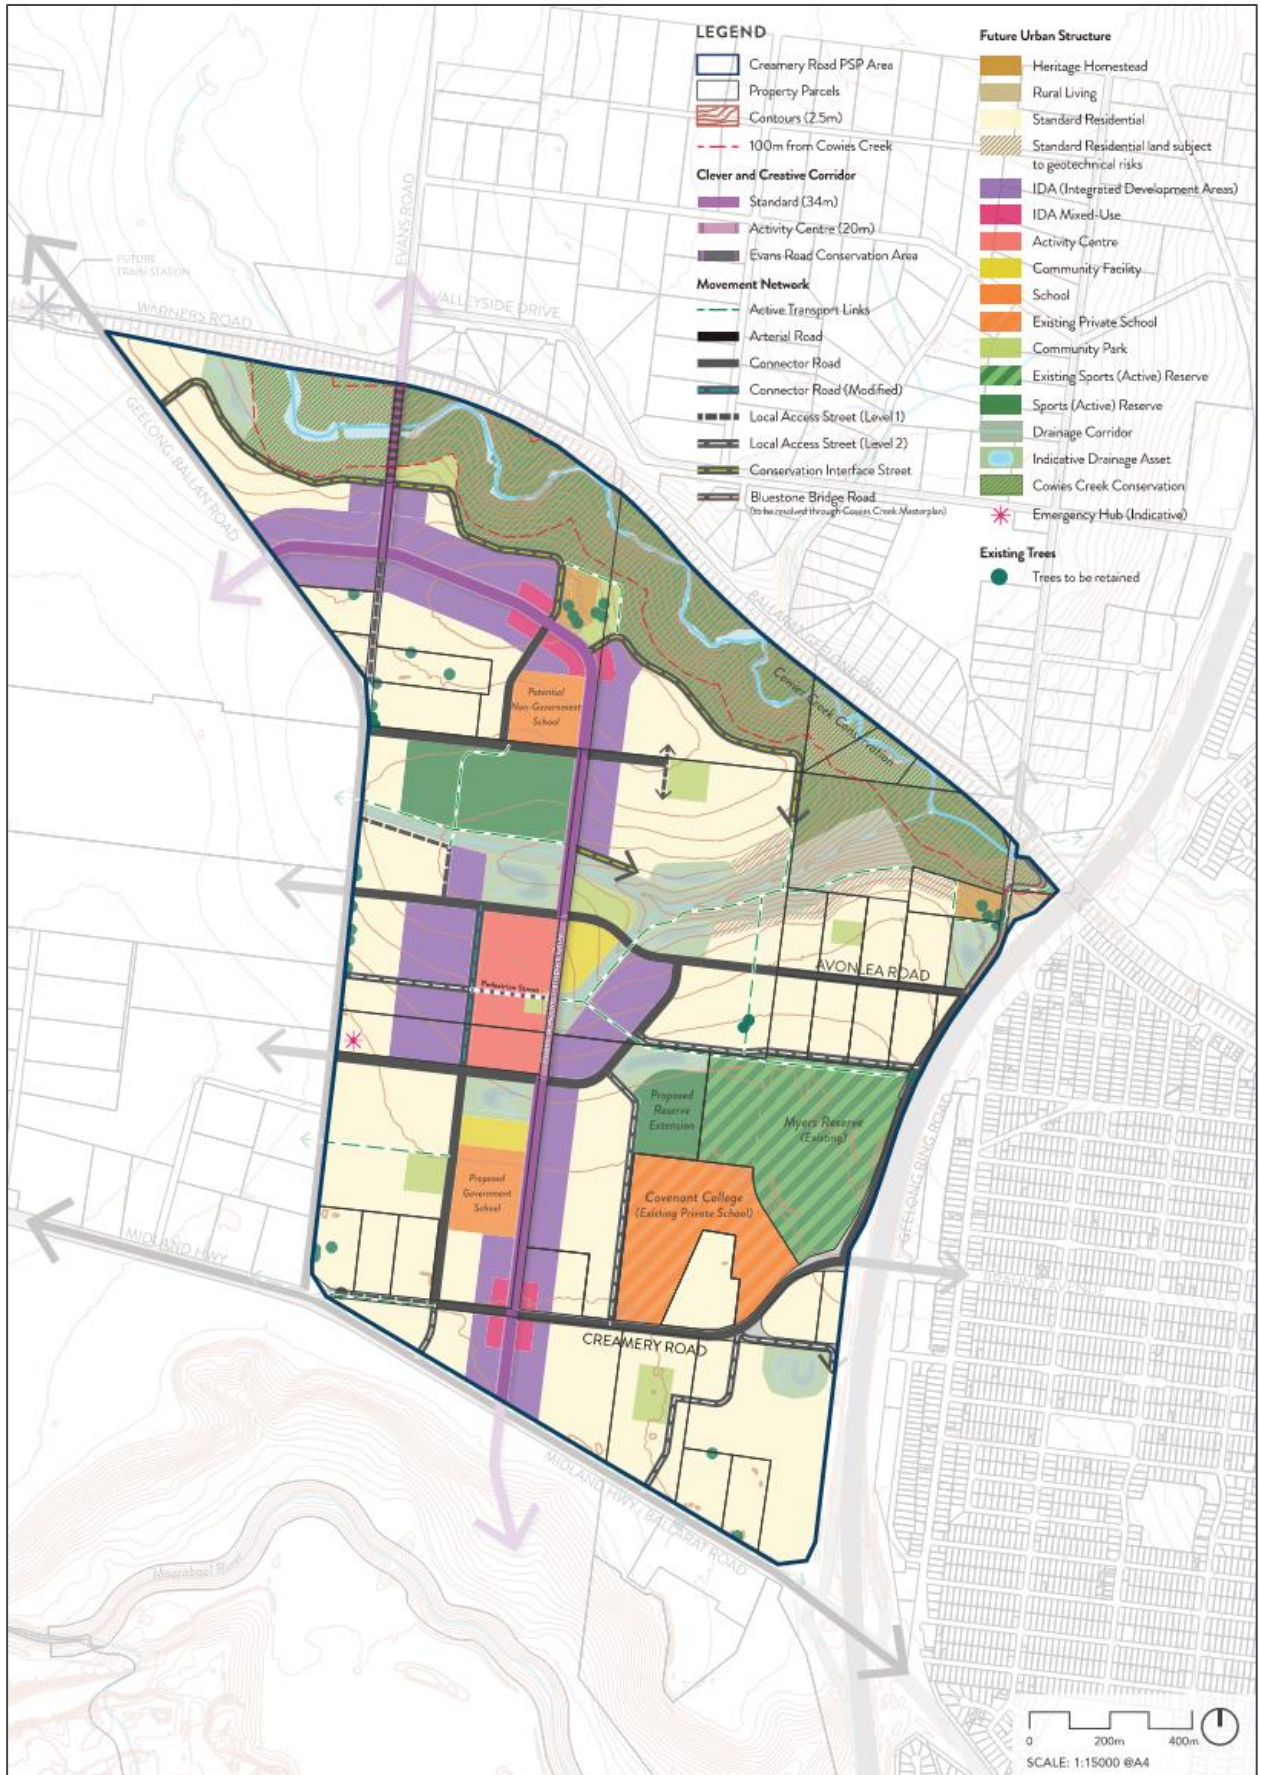 LEGEND
Creamery Road PSP Area
Property Parcels
Contours (2.5m)
100m from Cowies Creek
Clever and Creative Corridor
Standard (34m)
Activity Centre (20m)
Evans Road Conservation Area
Movement Network
Active Transport Links
Arterial Road
Connector Road
Connector Road (Modified)
Local Access Street (Level 1)
Local Access Street (Level 2)
Conservation Interface Street
Bluestone Bridge Road
(to be resolved through Cowies Creek Masterplan)
Future Urban Structure
Heritage Homestead
Rural Living
Standard Residential
Standard Residential land subject
to geotechnical risks
IDA (Integrated Development Areas)
IDA Mixed-Use
Activity Centre
Community Facility
School
Existing Private School
Community Park
Existing Sports (Active) Reserve
Sports (Active) Reserve
Drainage Corridor
Indicative Drainage Asset
Cowies Creek Conservation
Emergency Hub (Indicative)
Existing Trees
Trees to be retained
EVANS ROAD
FUTURE
TRAIN STATION
WARNERS ROAD
VALLEYSIDE DRIVE
GEELONG-BALLAN ROAD
Cowies Creek Conservation
Potential
Non-Government
School
AVONLEA ROAD
Pedestrian Street
Proposed
Reserve
Extension
Myers Reserve
(Existing)
GEELONG RING ROAD
Covenant College
(Existing Private School)
Proposed
Government
School
MIDLAND HWY
CREAMERY ROAD
MIDLAND HWY / BALLARAT ROAD
Moorabool River
0
200m
400m
SCALE: 1:15000 @A4